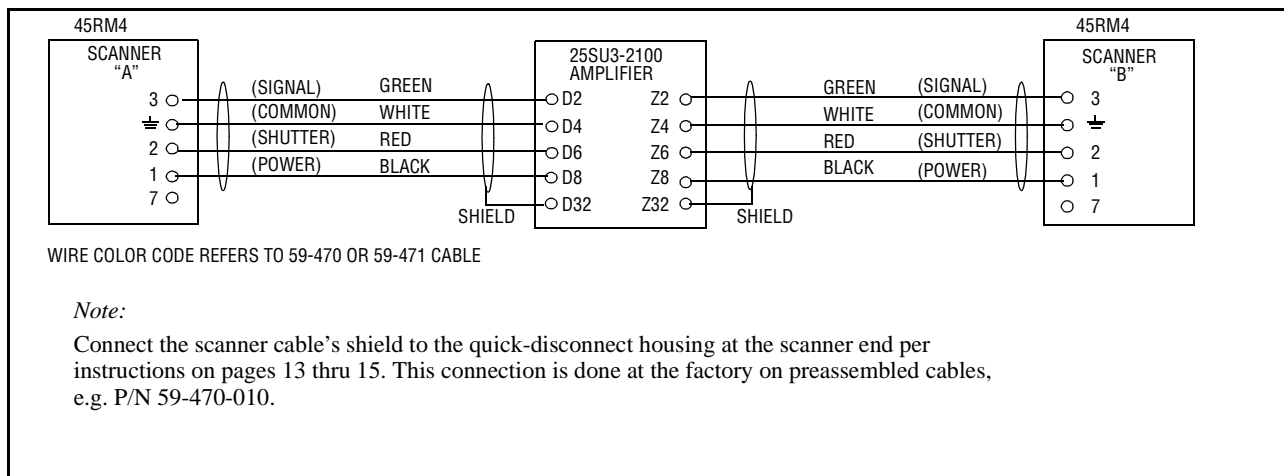 45RM4
SCANNER
“A”
3
2
1
7
(SIGNAL) GREEN
(COMMON) WHITE
(SHUTTER) RED
(POWER) BLACK
SHIELD
25SU3-2100
AMPLIFIER
D2 Z2
D4 Z4
D6 Z6
D8 Z8
D32 Z32
SHIELD
GREEN (SIGNAL)
WHITE (COMMON)
RED (SHUTTER)
BLACK (POWER)
45RM4
SCANNER
“B”
3
2
1
7
WIRE COLOR CODE REFERS TO 59-470 OR 59-471 CABLE
Note:
Connect the scanner cable’s shield to the quick-disconnect housing at the scanner end per
instructions on pages 13 thru 15. This connection is done at the factory on preassembled cables,
e.g. P/N 59-470-010.